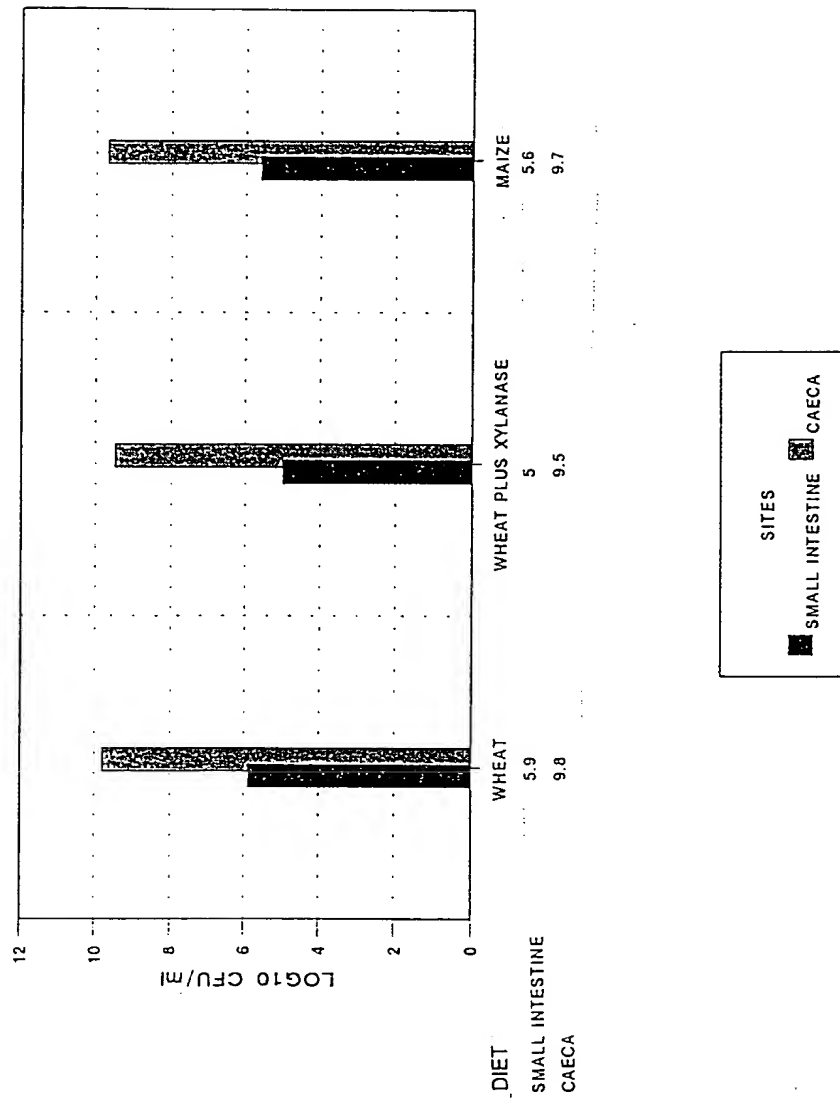 LOG10 CFU/ml
12
10
8
6
4
2
0
DIET WHEAT WHEAT PLUS XYLANASE MAIZE
SMALL INTESTINE 5.9 5 5.6
CAECA 9.8 9.5 9.7
SITES
SMALL INTESTINE CAECA